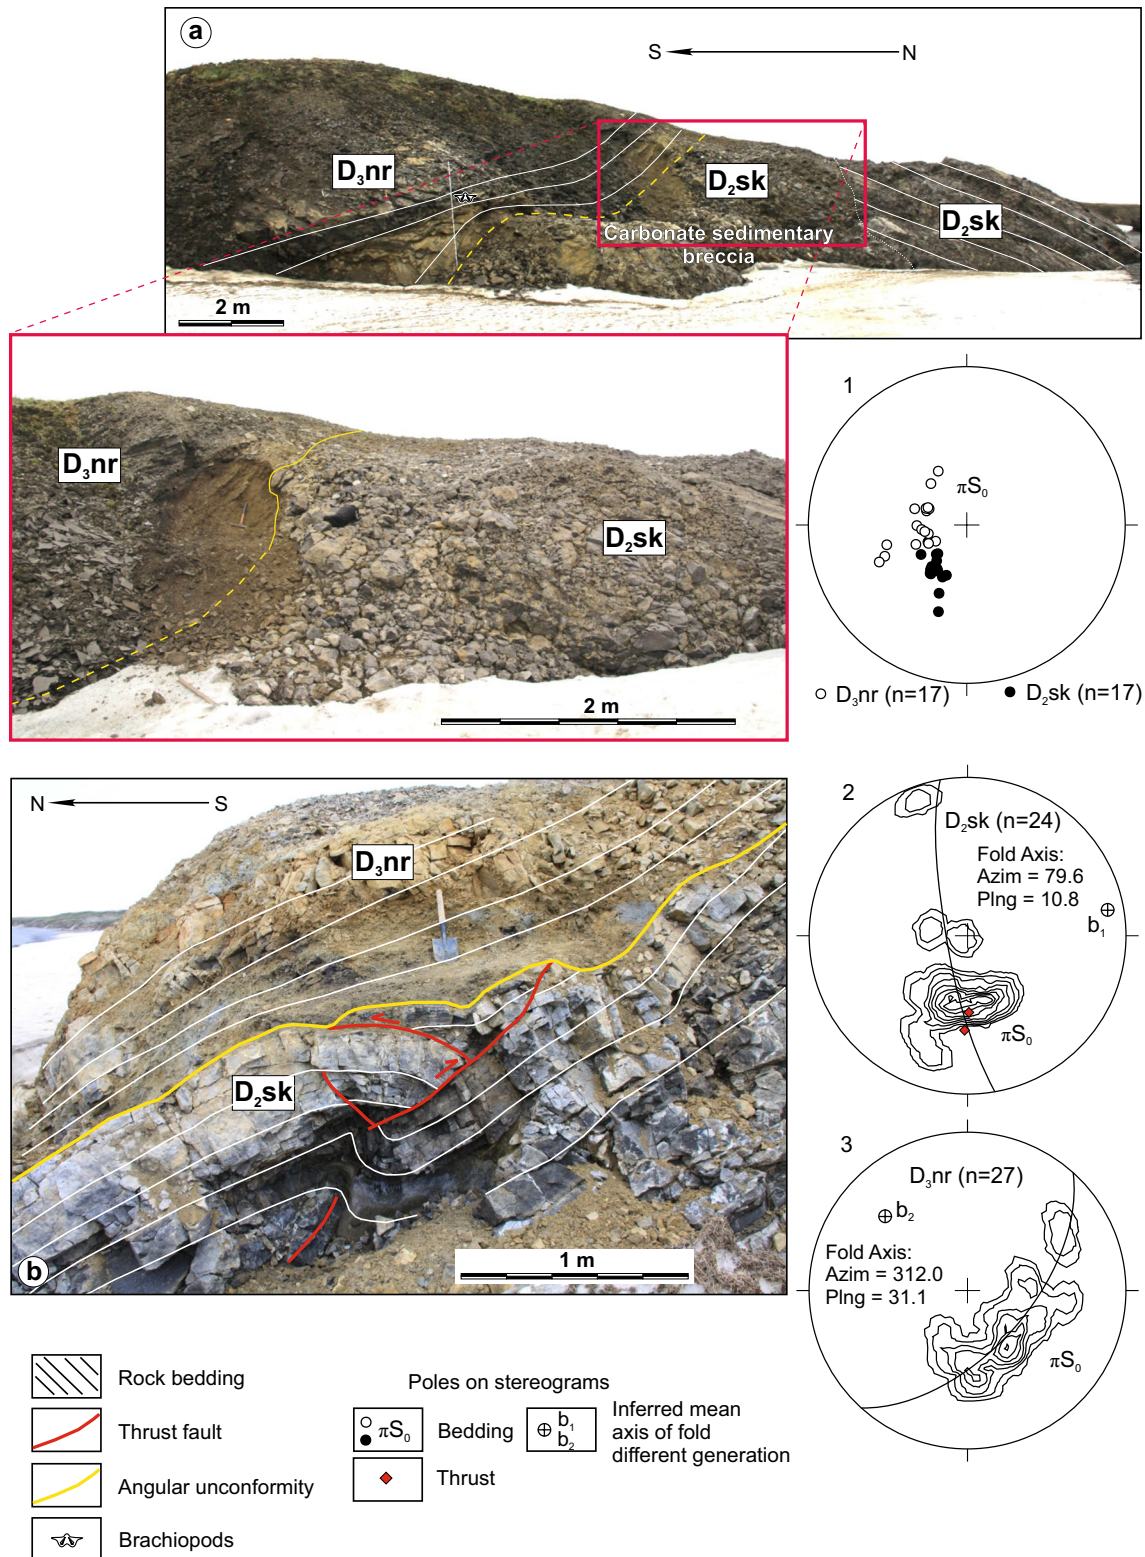 a
S N
D3nr
D2sk
D2sk
Carbonate sedimentary
breccia
2 m
D3nr
D2sk
2 m
1
πS0
D3nr (n=17) D2sk (n=17)
N S
D3nr
D2sk
b
1 m
2
D2sk (n=24)
Fold Axis:
Azim = 79.6
Plng = 10.8
b1
πS0
3
D3nr (n=27)
b2
Fold Axis:
Azim = 312.0
Plng = 31.1
πS0
Rock bedding
Thrust fault
Angular unconformity
Brachiopods
Poles on stereograms
πS0 Bedding
Thrust
b1
b2
Inferred mean
axis of fold
different generation